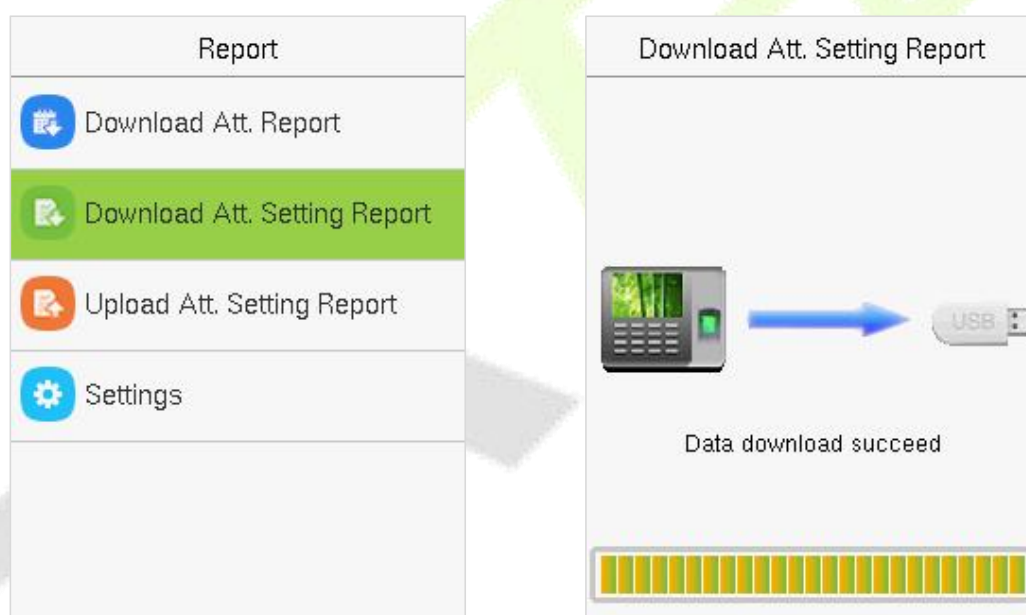 Report
Download Att. Report
Download Att. Setting Report
Upload Att. Setting Report
Settings
Download Att. Setting Report
USB
Data download succeed